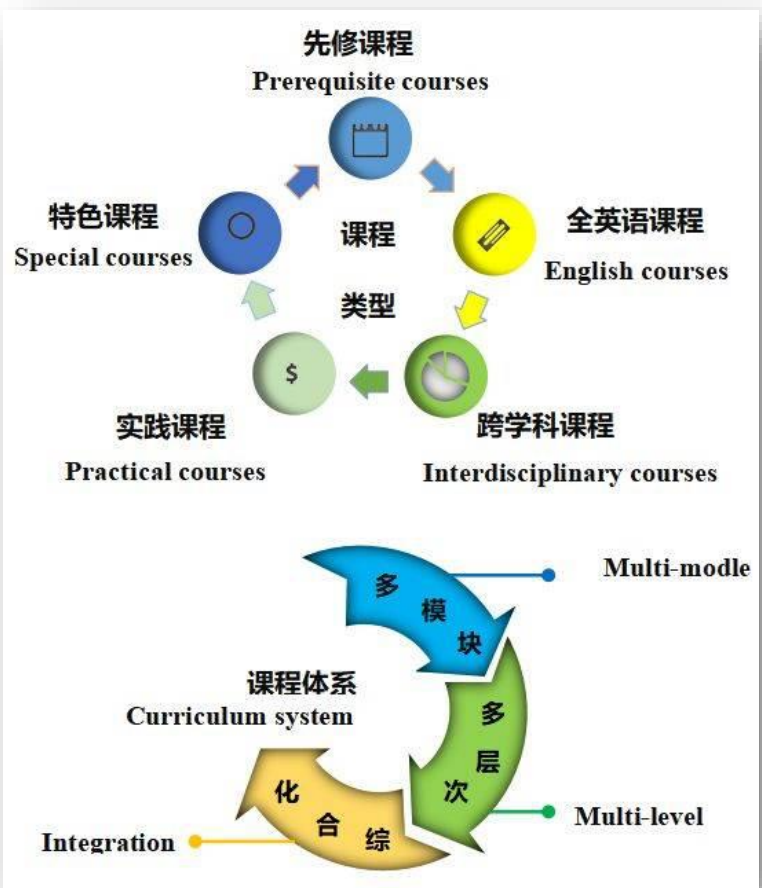 先修课程
Prerequisite courses
特色课程
Special courses
课程
类型
全英语课程
English courses
$
实践课程
Practical courses
跨学科课程
Interdisciplinary courses
多模块
Multi-modle
课程体系
Curriculum system
多层次
Multi-level
综合化
Integration